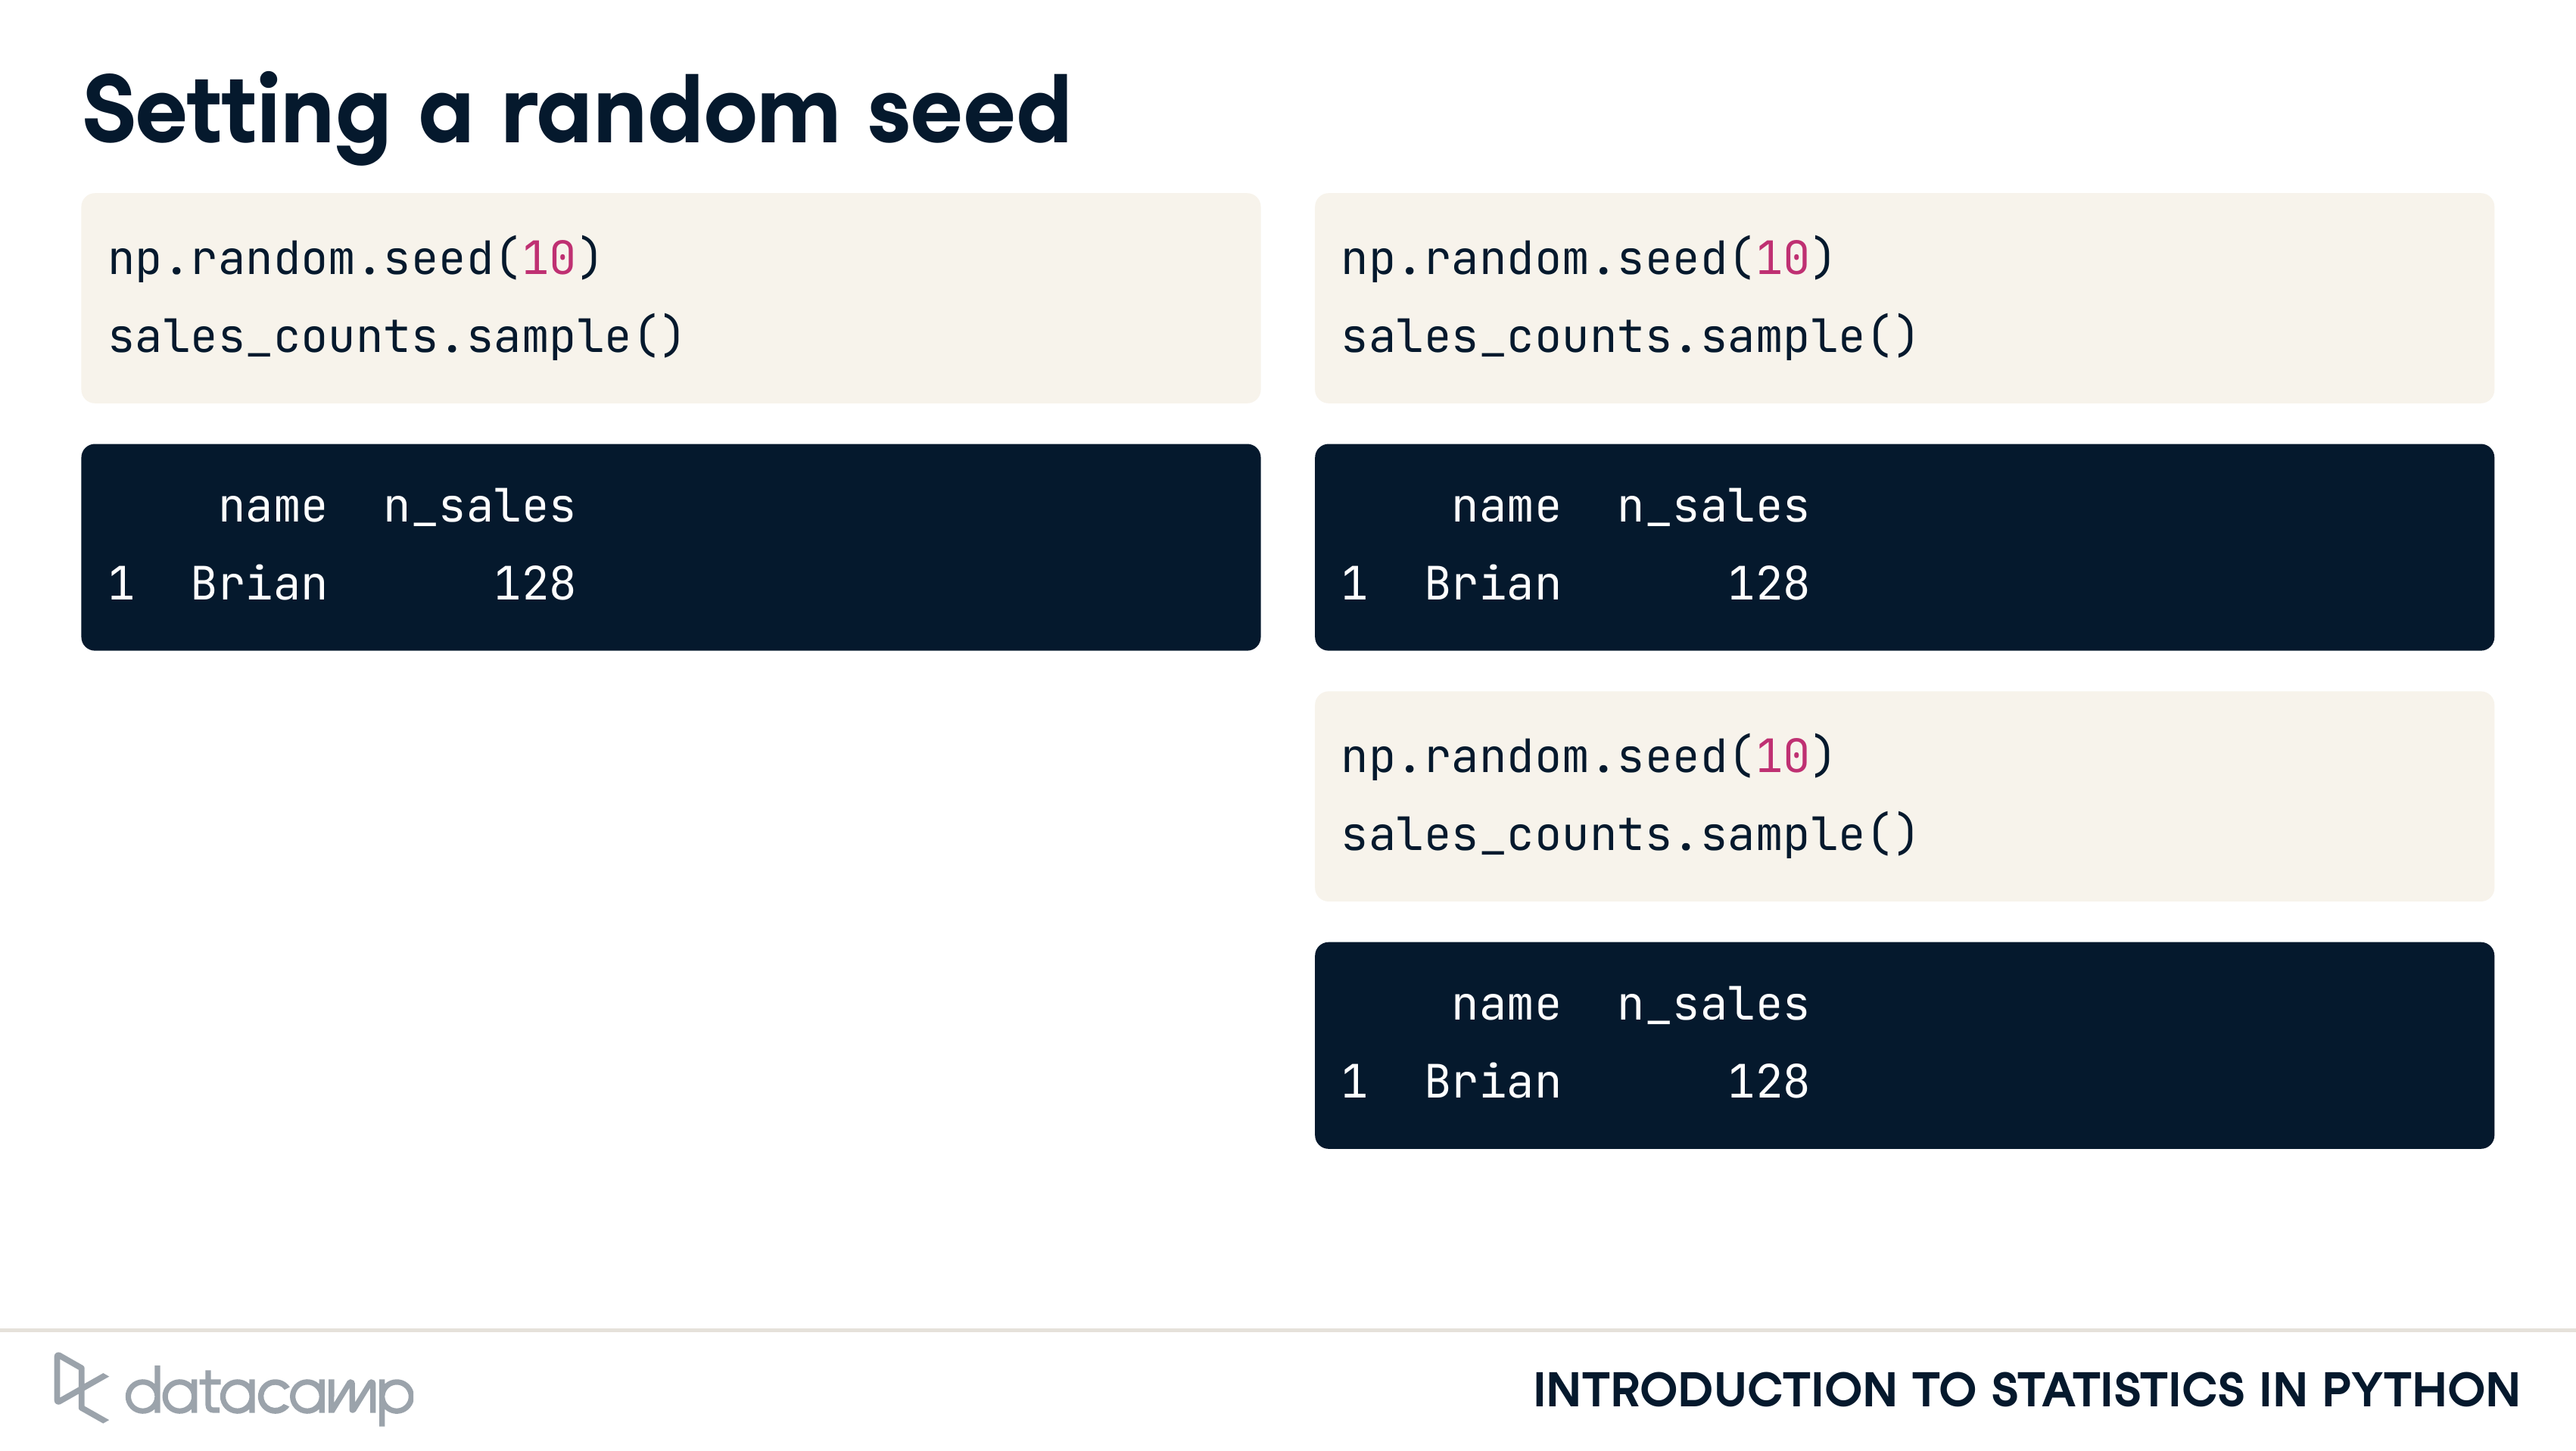 Setting a random seed
np.random.seed(10)
sales_counts.sample()
name n_sales
1 Brian 128
np.random.seed(10)
sales_counts.sample()
name n_sales
1 Brian 128
np.random.seed(10)
sales_counts.sample()
name n_sales
1 Brian 128
datacamp
INTRODUCTION TO STATISTICS IN PYTHON